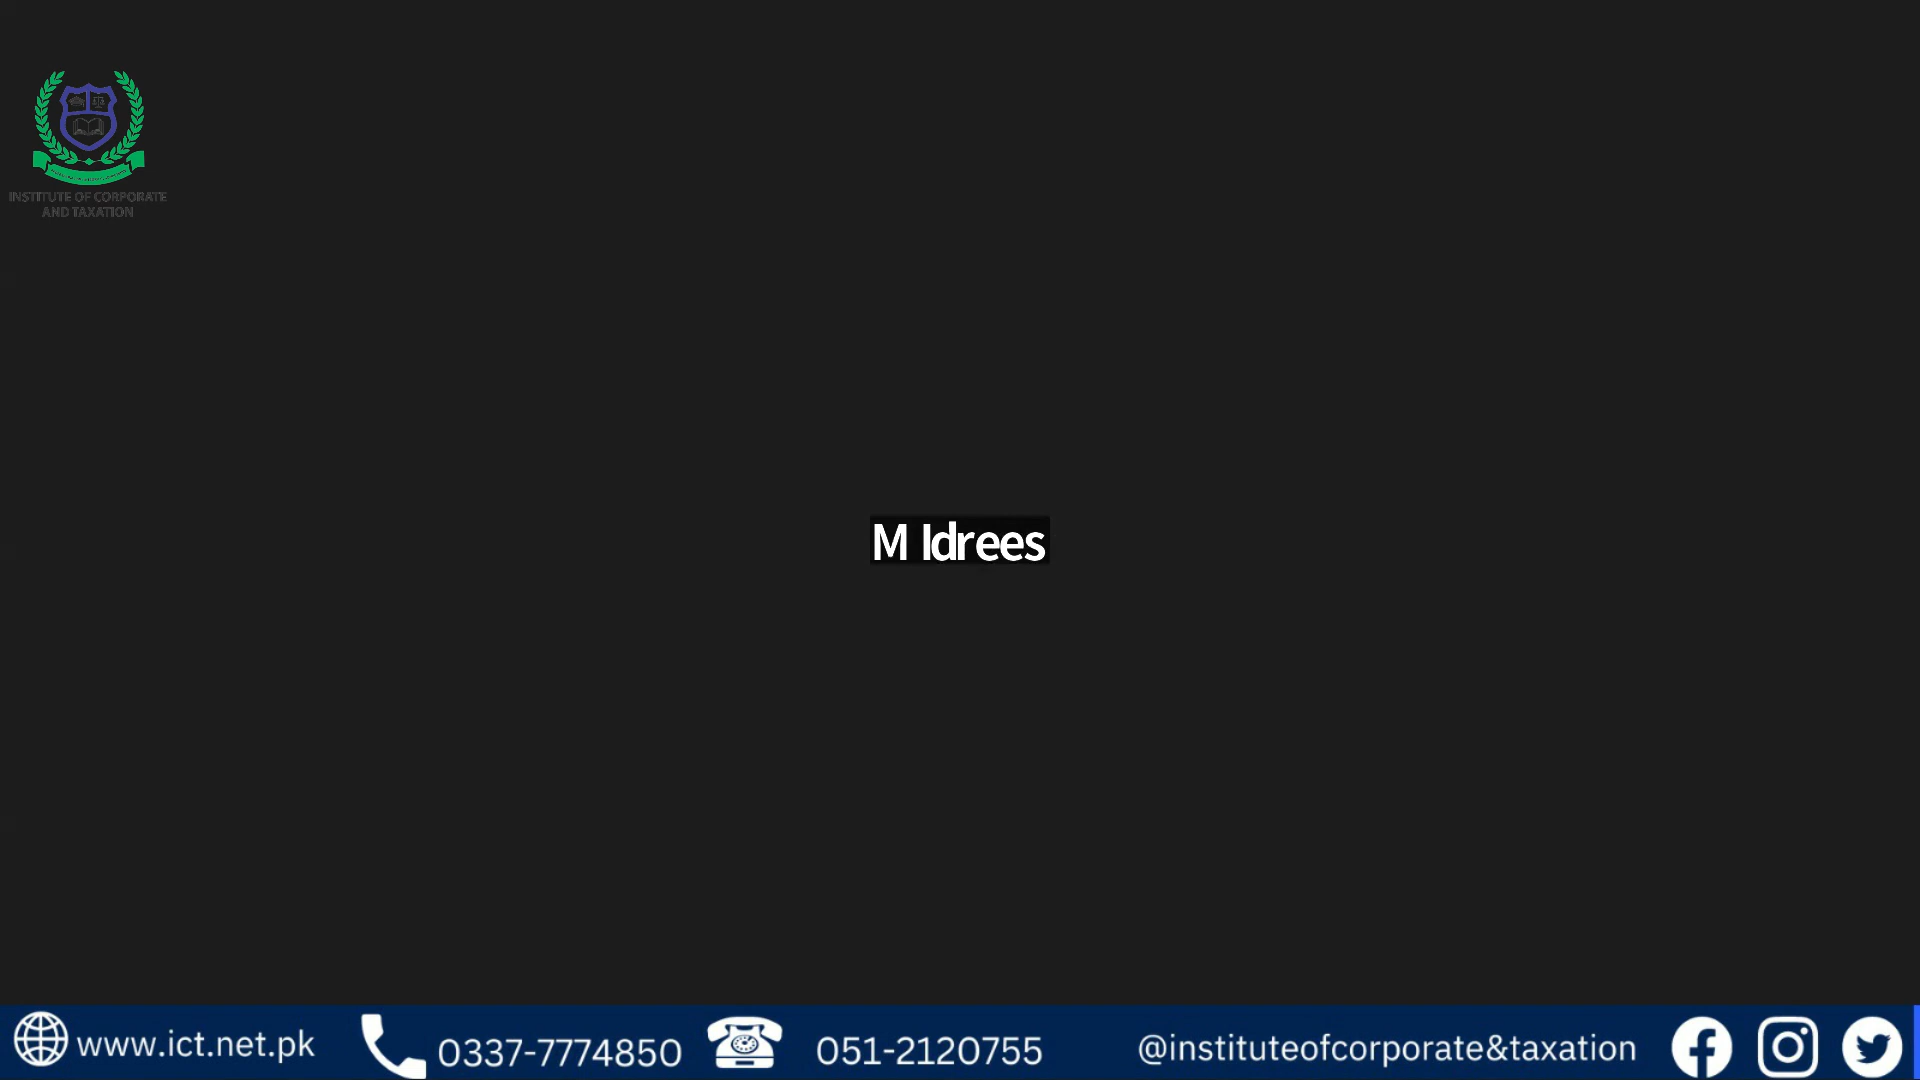 INSTITUTE OF CORPORATE
AND TAXATION
M Idrees
www.ict.net.pk
0337-7774850
051-2120755
@instituteofcorporate&taxation